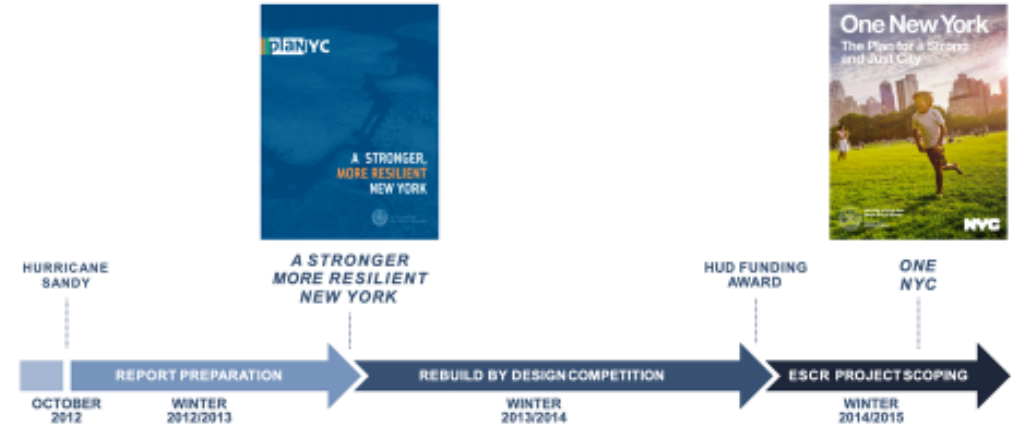 planYC
A STRONGER,
MORE RESILIENT
NEW YORK
One New York
The Plan for a Strong
and Just City
NYC
HURRICANE
SANDY
A STRONGER
MORE RESILIENT
NEW YORK
HUD FUNDING
AWARD
ONE
NYC
REPORT PREPARATION
REBUILD BY DESIGN COMPETITION
ESCR PROJECT SCOPING
OCTOBER
2012
WINTER
2012/2013
WINTER
2013/2014
WINTER
2014/2015